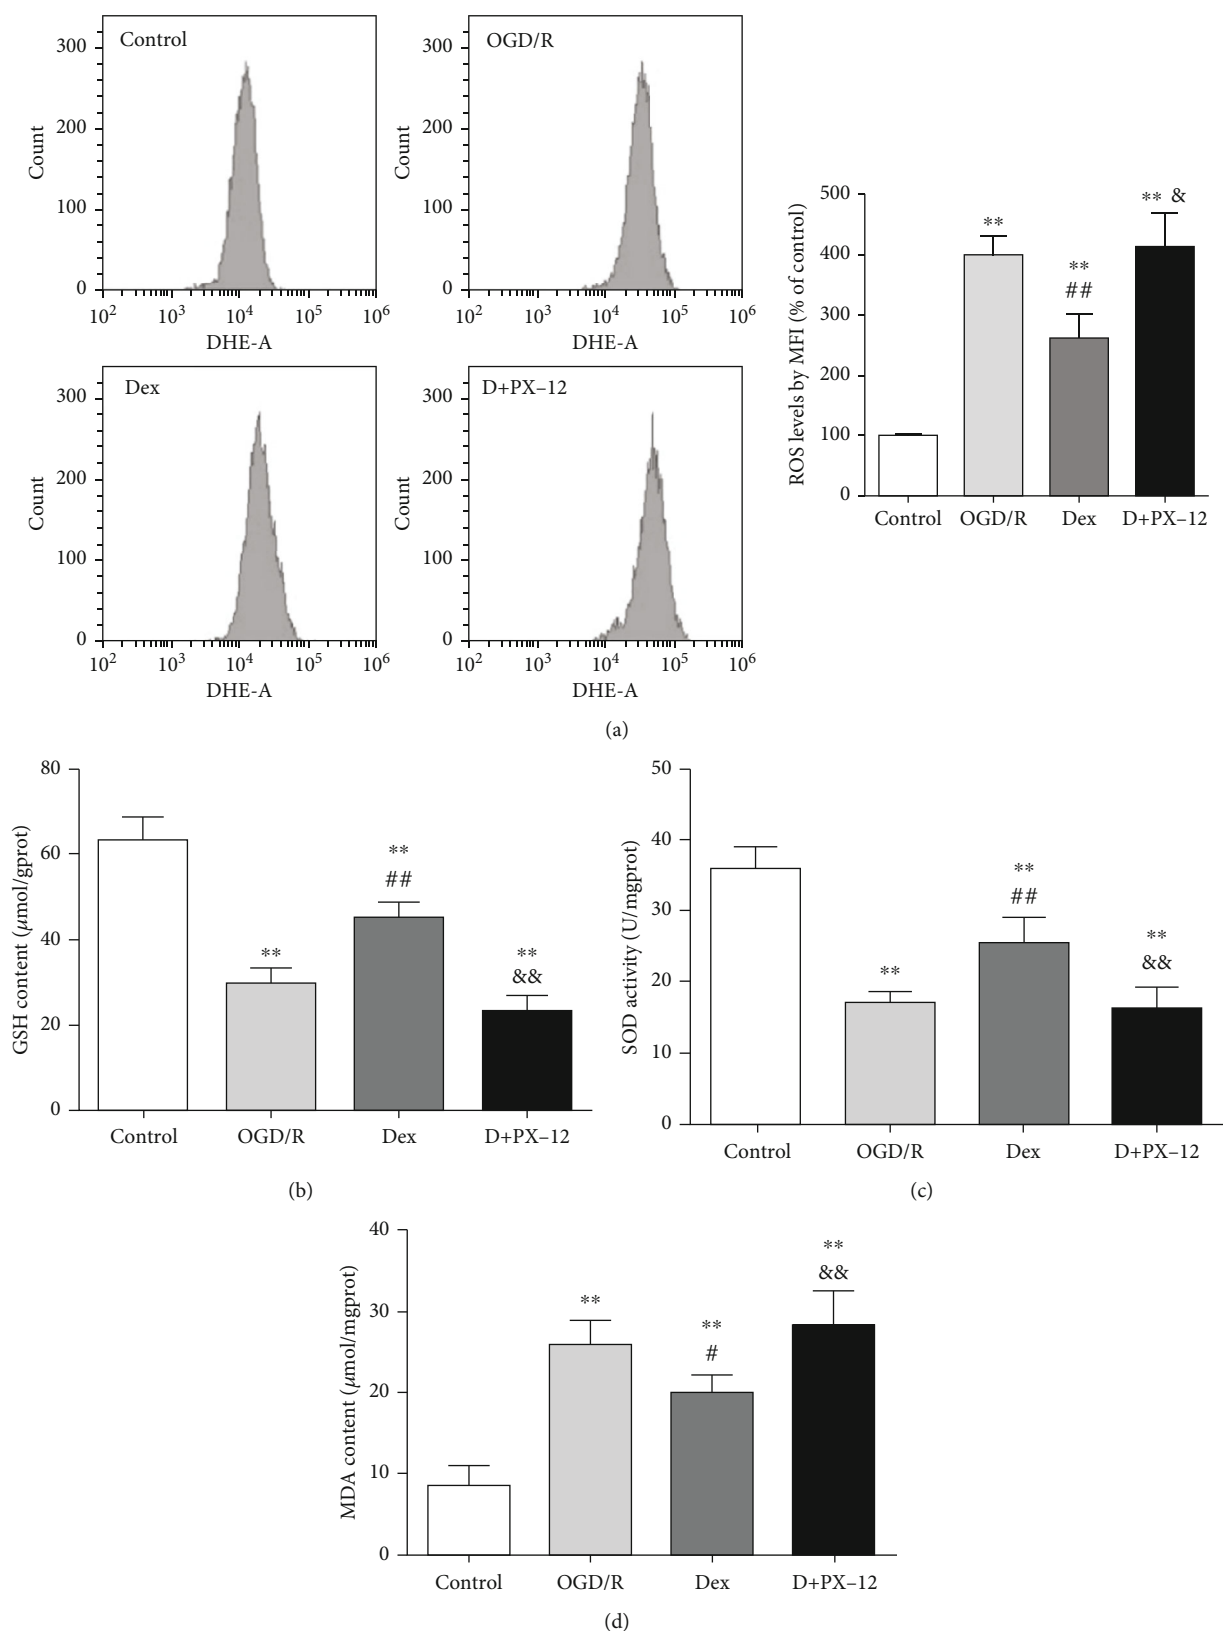 Control
300
200
100
0
Count
10² 10³ 10⁴ 10⁵ 10⁶
DHE-A
OGD/R
300
200
100
0
Count
10² 10³ 10⁴ 10⁵ 10⁶
DHE-A
Dex
300
200
100
0
Count
10² 10³ 10⁴ 10⁵ 10⁶
DHE-A
D+PX–12
300
200
100
0
Count
10² 10³ 10⁴ 10⁵ 10⁶
DHE-A
ROS levels by MFI (% of control)
500
400
300
200
100
0
**
**
##
** &
Control OGD/R Dex D+PX–12
(a)
GSH content (µmol/gprot)
80
60
40
20
0
**
**
##
**
&&
Control OGD/R Dex D+PX–12
(b)
SOD activity (U/mgprot)
50
40
30
20
10
0
**
**
##
**
&&
Control OGD/R Dex D+PX–12
(c)
MDA content (µmol/mgprot)
40
30
20
10
0
**
**
#
**
&&
Control OGD/R Dex D+PX–12
(d)